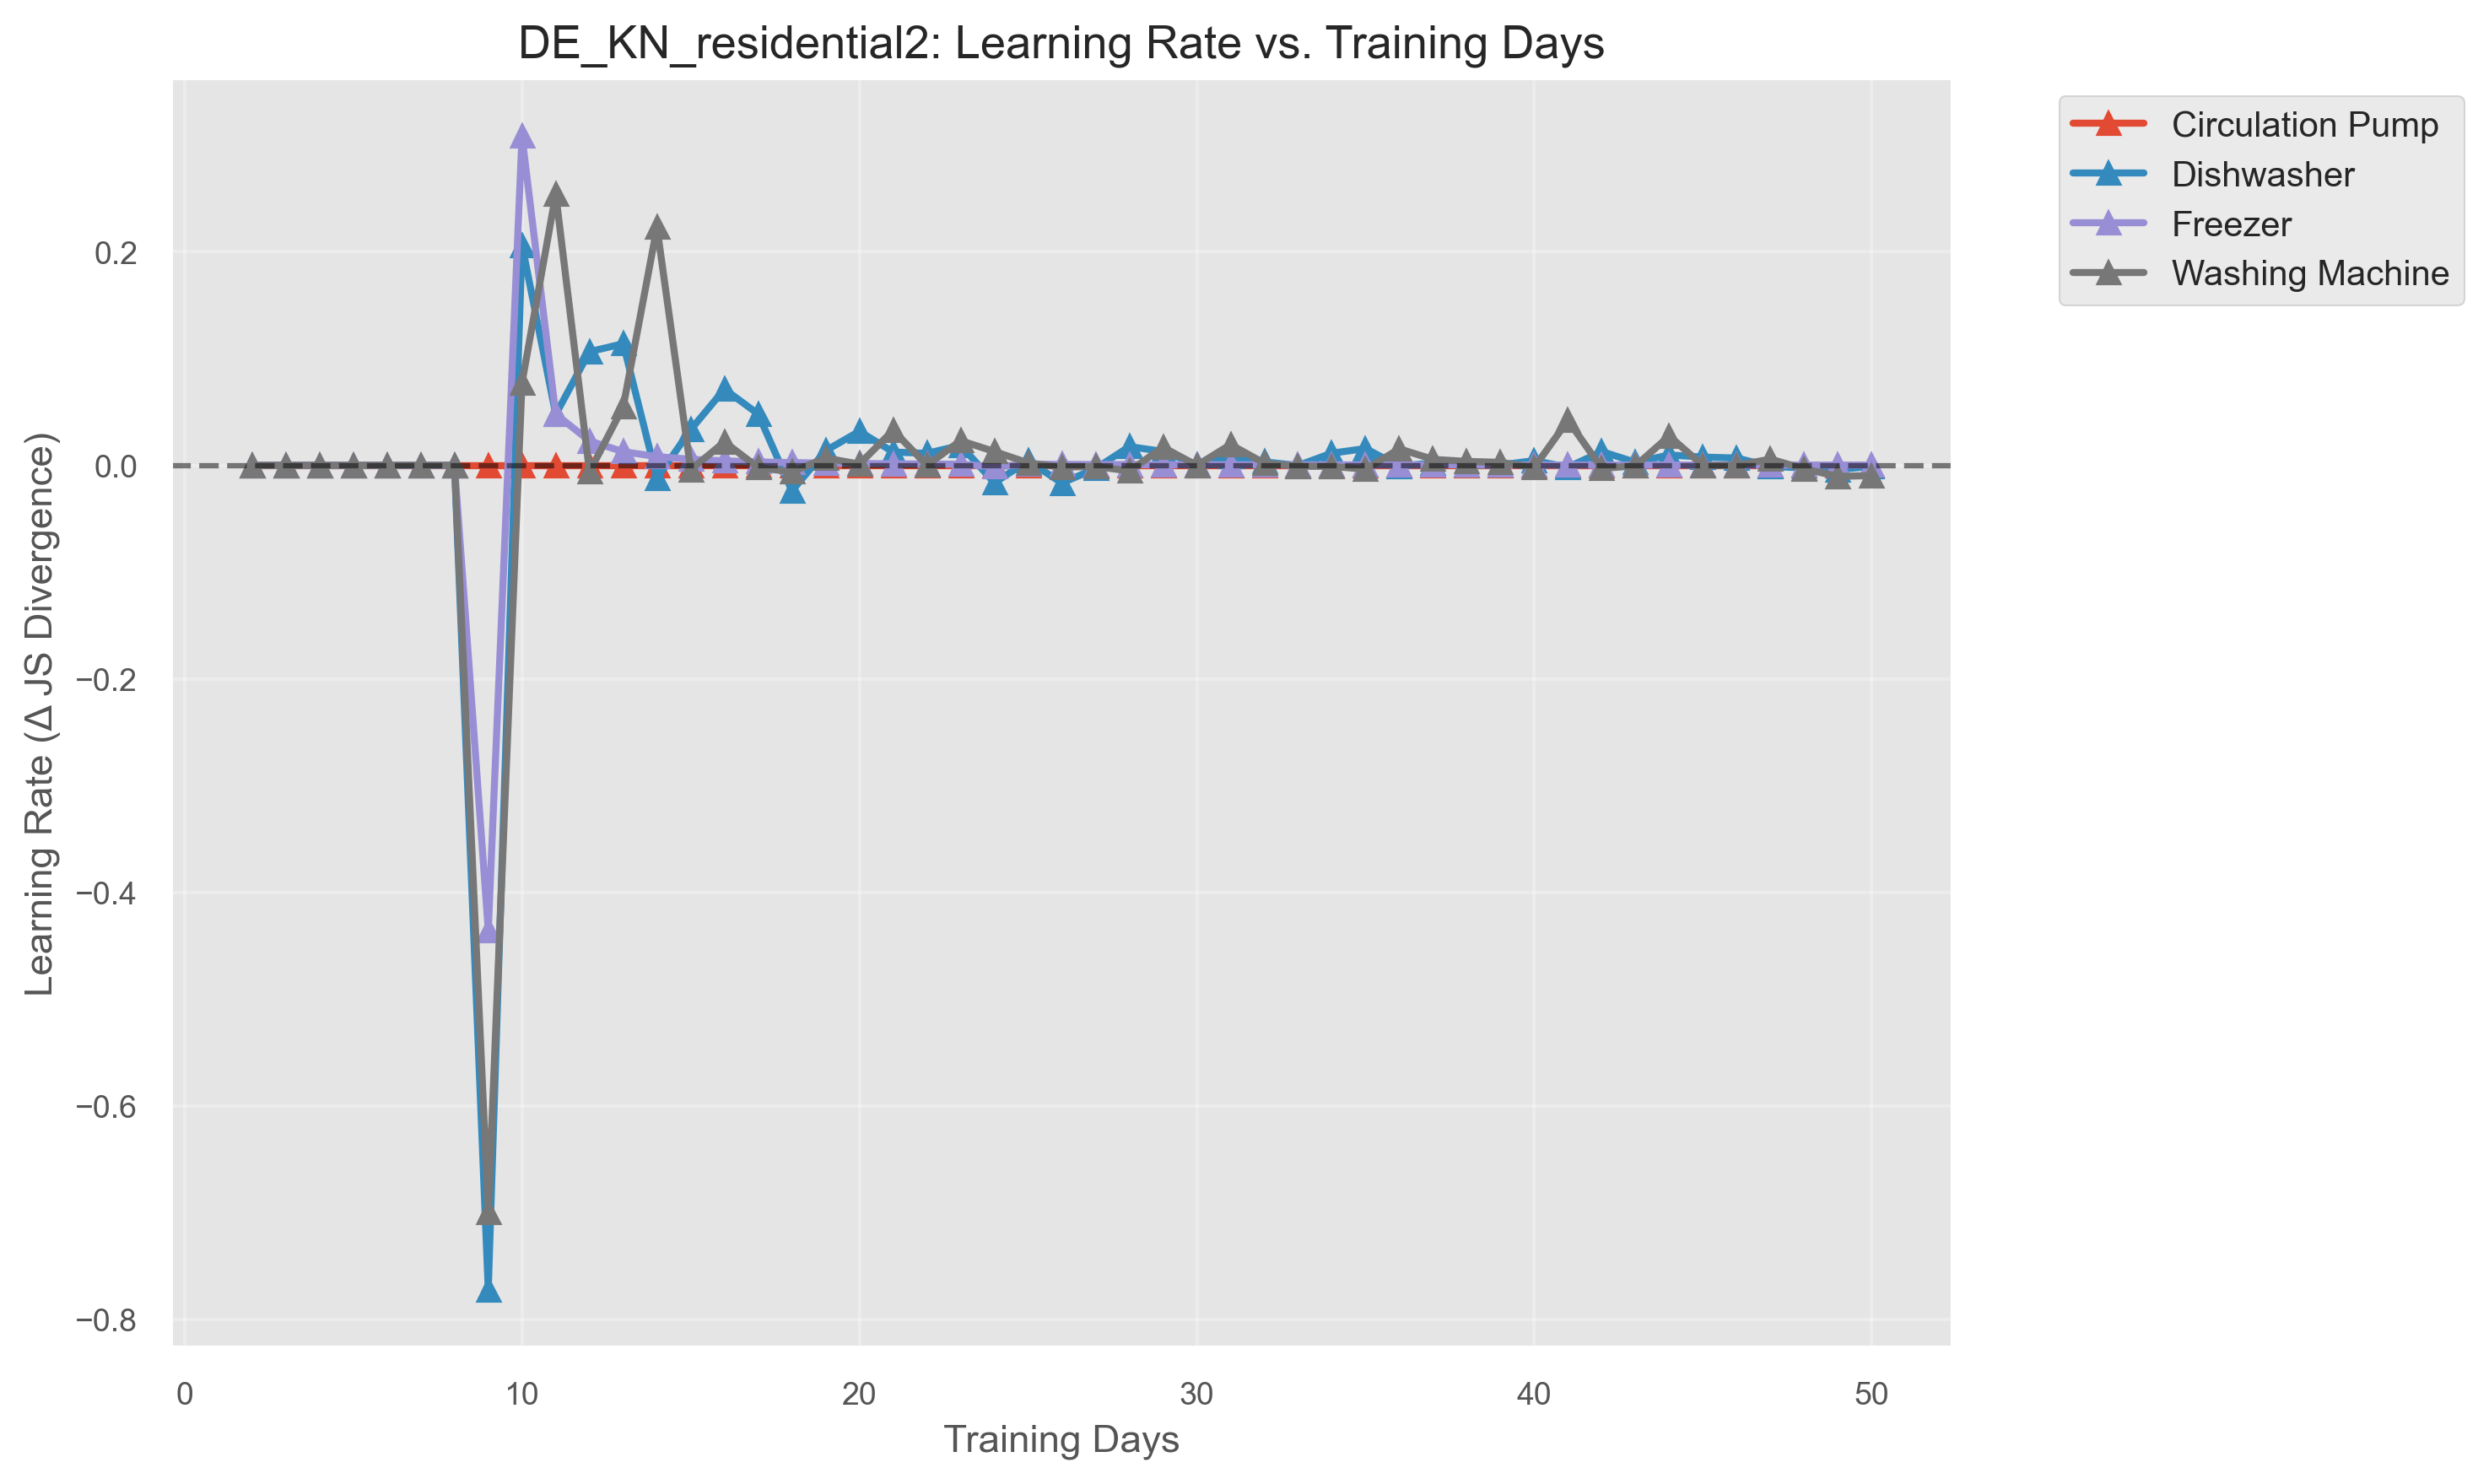 DE_KN_residential2: Learning Rate vs. Training Days
Circulation Pump
Dishwasher
Freezer
Washing Machine
Learning Rate (Δ JS Divergence)
0.2
0.0
−0.2
−0.4
−0.6
−0.8
0 10 20 30 40 50
Training Days